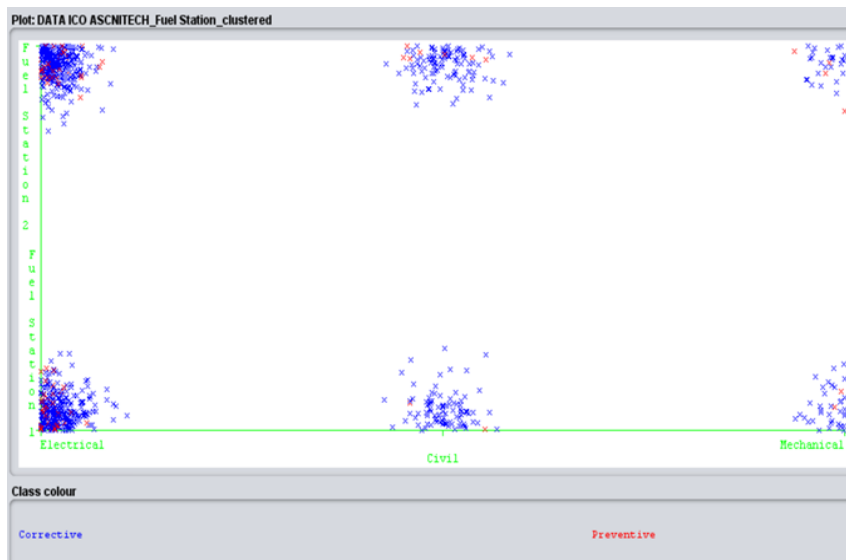 Plot: DATA ICO ASCNITECH_Fuel Station_clustered
Fuel Station 2
Fuel Station 1
Electrical
Civil
Mechanical
Class colour
Corrective
Preventive